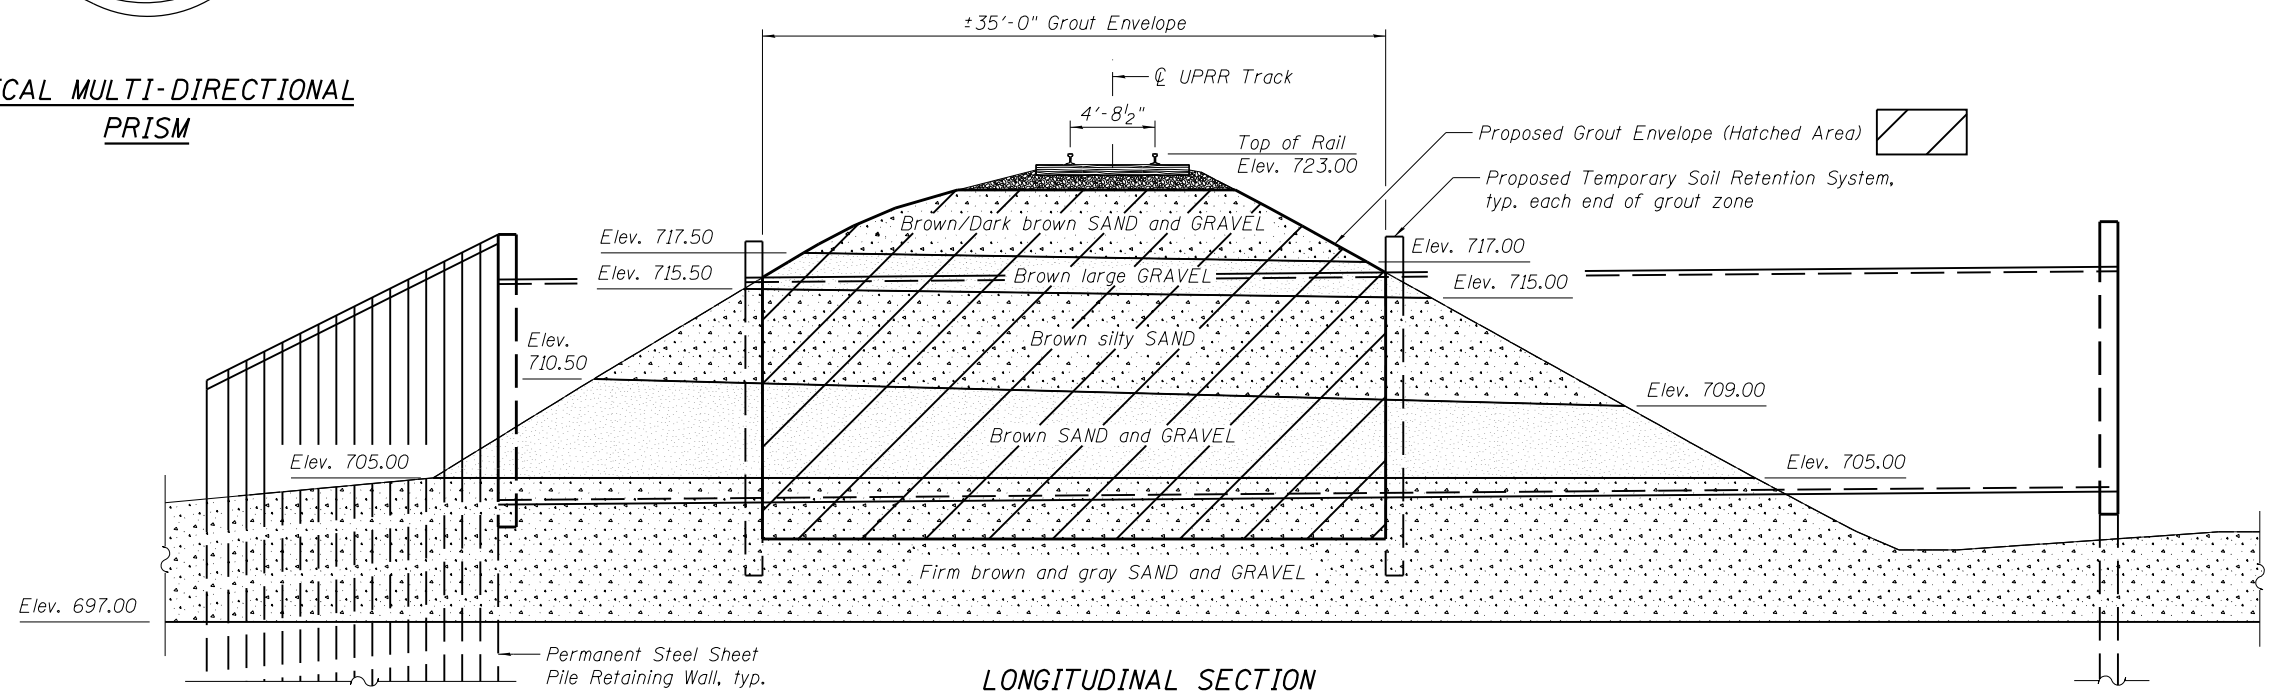 ±35'-0" Grout Envelope
℄ UPRR Track
CAL MULTI-DIRECTIONAL
PRISM
4'-8½"
Top of Rail
Elev. 723.00
Proposed Grout Envelope (Hatched Area)
Proposed Temporary Soil Retention System,
typ. each end of grout zone
Brown/Dark brown SAND and GRAVEL
Elev. 717.50
Elev. 717.00
Elev. 715.50
Brown large GRAVEL
Elev. 715.00
Elev.
710.50
Brown silty SAND
Elev. 709.00
Brown SAND and GRAVEL
Elev. 705.00
Elev. 705.00
Firm brown and gray SAND and GRAVEL
Elev. 697.00
Permanent Steel Sheet
Pile Retaining Wall, typ.
LONGITUDINAL SECTION